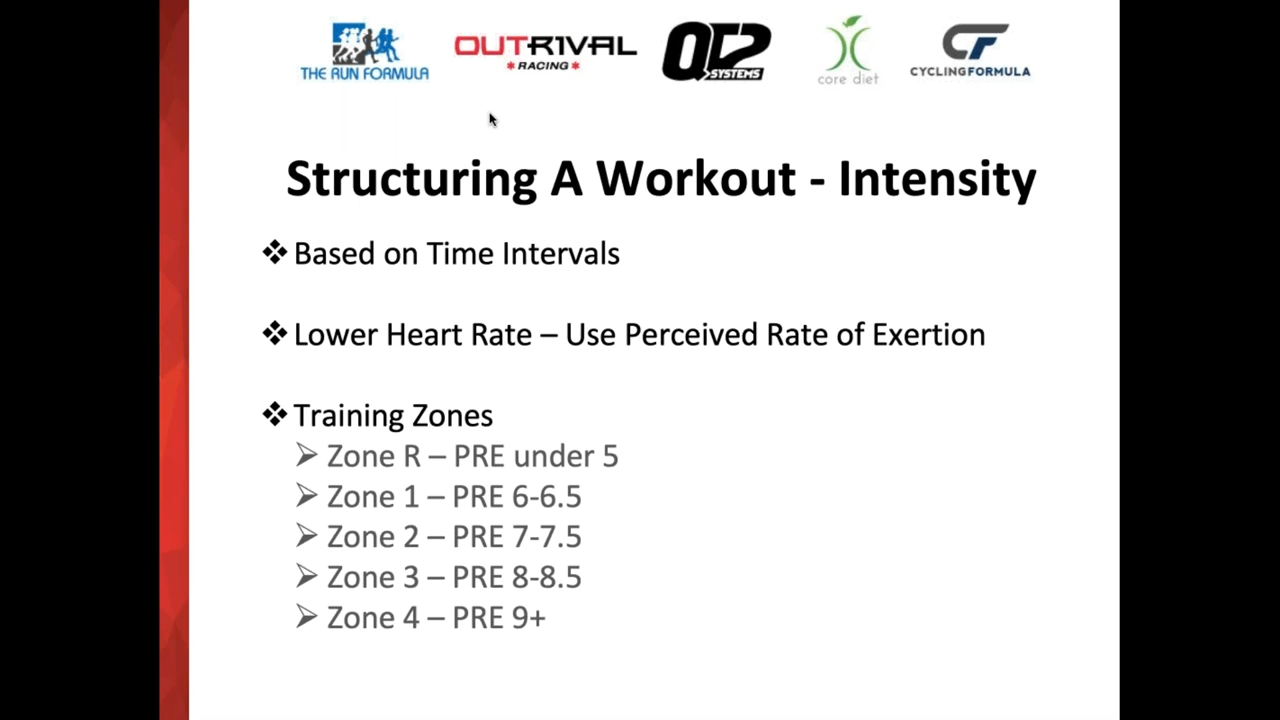 THE RUN FORMULA
OUTR1VAL
*RACING*
QT2
SYSTEMS
core diet
CF
CYCLINGFORMULA
Structuring A Workout - Intensity
❖ Based on Time Intervals
❖ Lower Heart Rate – Use Perceived Rate of Exertion
❖ Training Zones
➢ Zone R – PRE under 5
➢ Zone 1 – PRE 6-6.5
➢ Zone 2 – PRE 7-7.5
➢ Zone 3 – PRE 8-8.5
➢ Zone 4 – PRE 9+